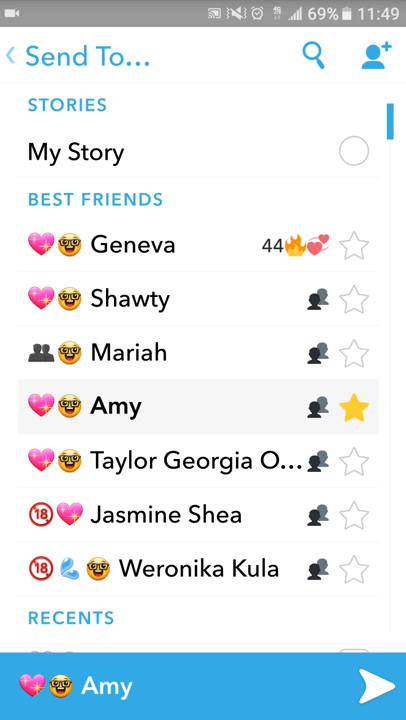 69% 11:49
Send To...
STORIES
My Story
BEST FRIENDS
💖🤓 Geneva 44🔥💞
💖🤓 Shawty
👥🤓 Mariah
💖🤓 Amy
💖🤓 Taylor Georgia O...
🔞💖 Jasmine Shea
🔞💦🤓 Weronika Kula
RECENTS
💖🤓 Amy